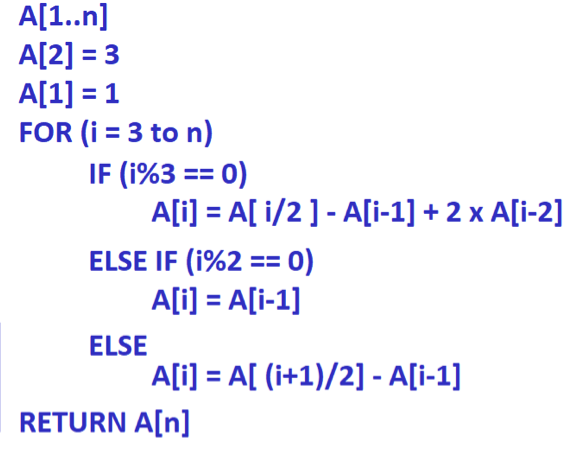 A[1..n]
A[2] = 3
A[1] = 1
FOR (i = 3 to n)
IF (i%3 == 0)
A[i] = A[ i/2 ] - A[i-1] + 2 x A[i-2]
ELSE IF (i%2 == 0)
A[i] = A[i-1]
ELSE
A[i] = A[ (i+1)/2] - A[i-1]
RETURN A[n]